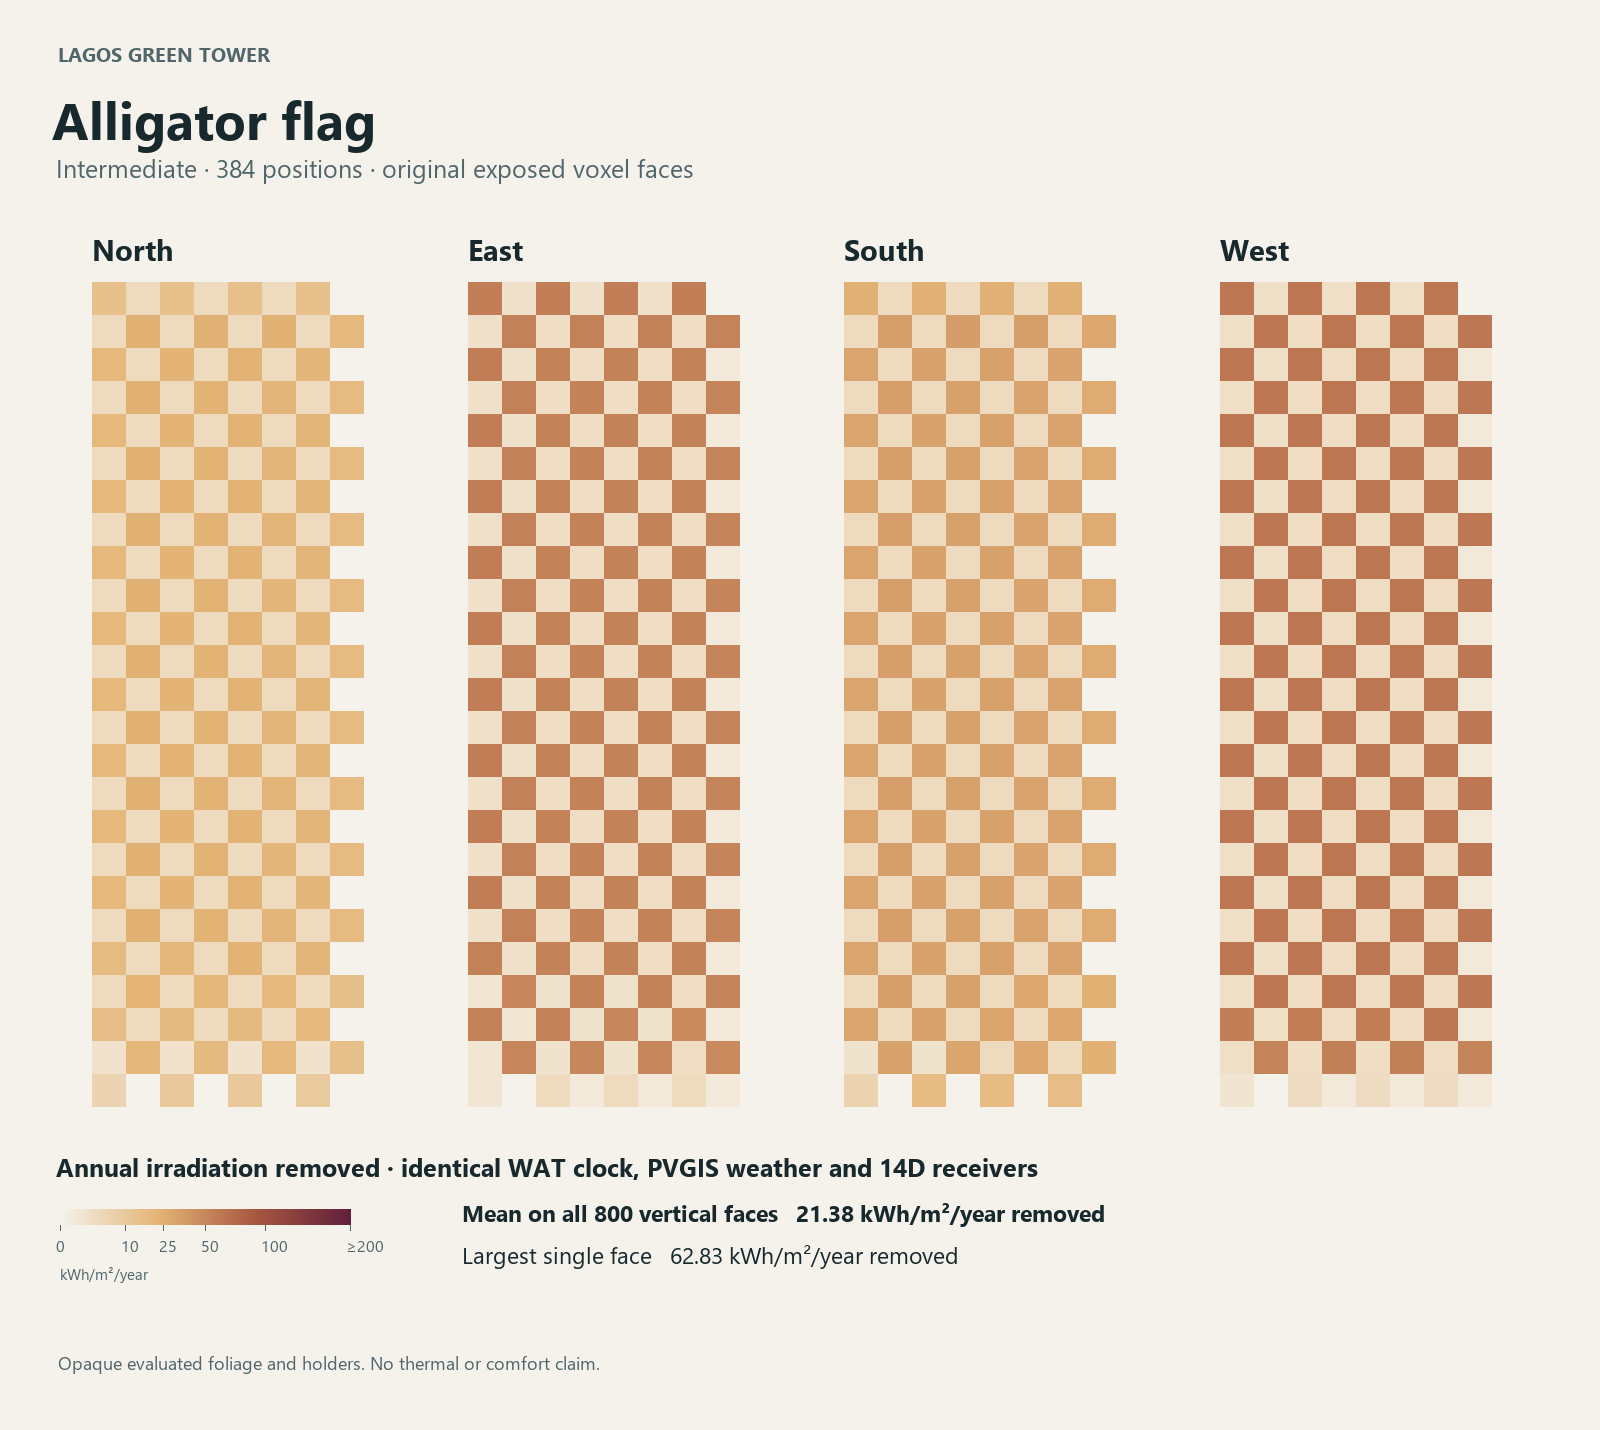 LAGOS GREEN TOWER
Alligator flag
Intermediate · 384 positions · original exposed voxel faces
North East South West
Annual irradiation removed · identical WAT clock, PVGIS weather and 14D receivers
0 10 25 50 100 ≥200
kWh/m²/year
Mean on all 800 vertical faces 21.38 kWh/m²/year removed
Largest single face 62.83 kWh/m²/year removed
Opaque evaluated foliage and holders. No thermal or comfort claim.